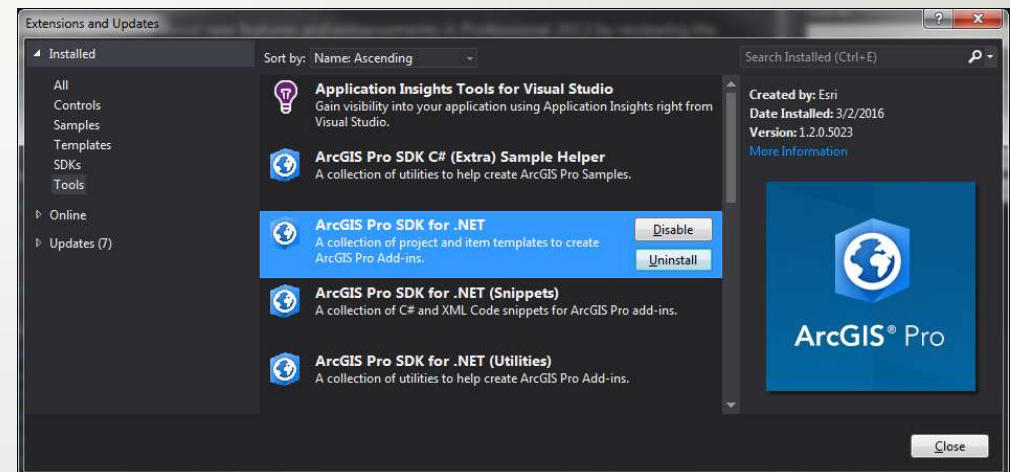 Extensions and Updates
Installed
All
Controls
Samples
Templates
SDKs
Tools
Online
Updates (7)
Sort by: Name: Ascending
Application Insights Tools for Visual Studio
Gain visibility into your application using Application Insights right from
Visual Studio.
ArcGIS Pro SDK C# (Extra) Sample Helper
A collection of utilities to help create ArcGIS Pro Samples.
ArcGIS Pro SDK for .NET
A collection of project and item templates to create
ArcGIS Pro Add-ins.
Disable
Uninstall
ArcGIS Pro SDK for .NET (Snippets)
A collection of C# and XML Code snippets for ArcGIS Pro add-ins.
ArcGIS Pro SDK for .NET (Utilities)
A collection of utilities to help create ArcGIS Pro Add-ins.
Search Installed (Ctrl+E)
Created by: Esri
Date Installed: 3/2/2016
Version: 1.2.0.5023
More Information
ArcGIS® Pro
Close